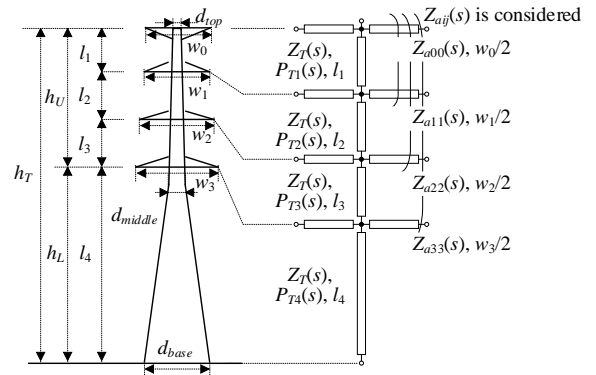 d_top
w_0
l_1
w_1
h_U
l_2
w_2
l_3
w_3
h_T
d_middle
h_L
l_4
d_base
Z_aij(s) is considered
Z_T(s),
P_T1(s), l_1
Z_a00(s), w_0/2
Z_T(s),
P_T2(s), l_2
Z_a11(s), w_1/2
Z_T(s),
P_T3(s), l_3
Z_a22(s), w_2/2
Z_a33(s), w_3/2
Z_T(s),
P_T4(s), l_4